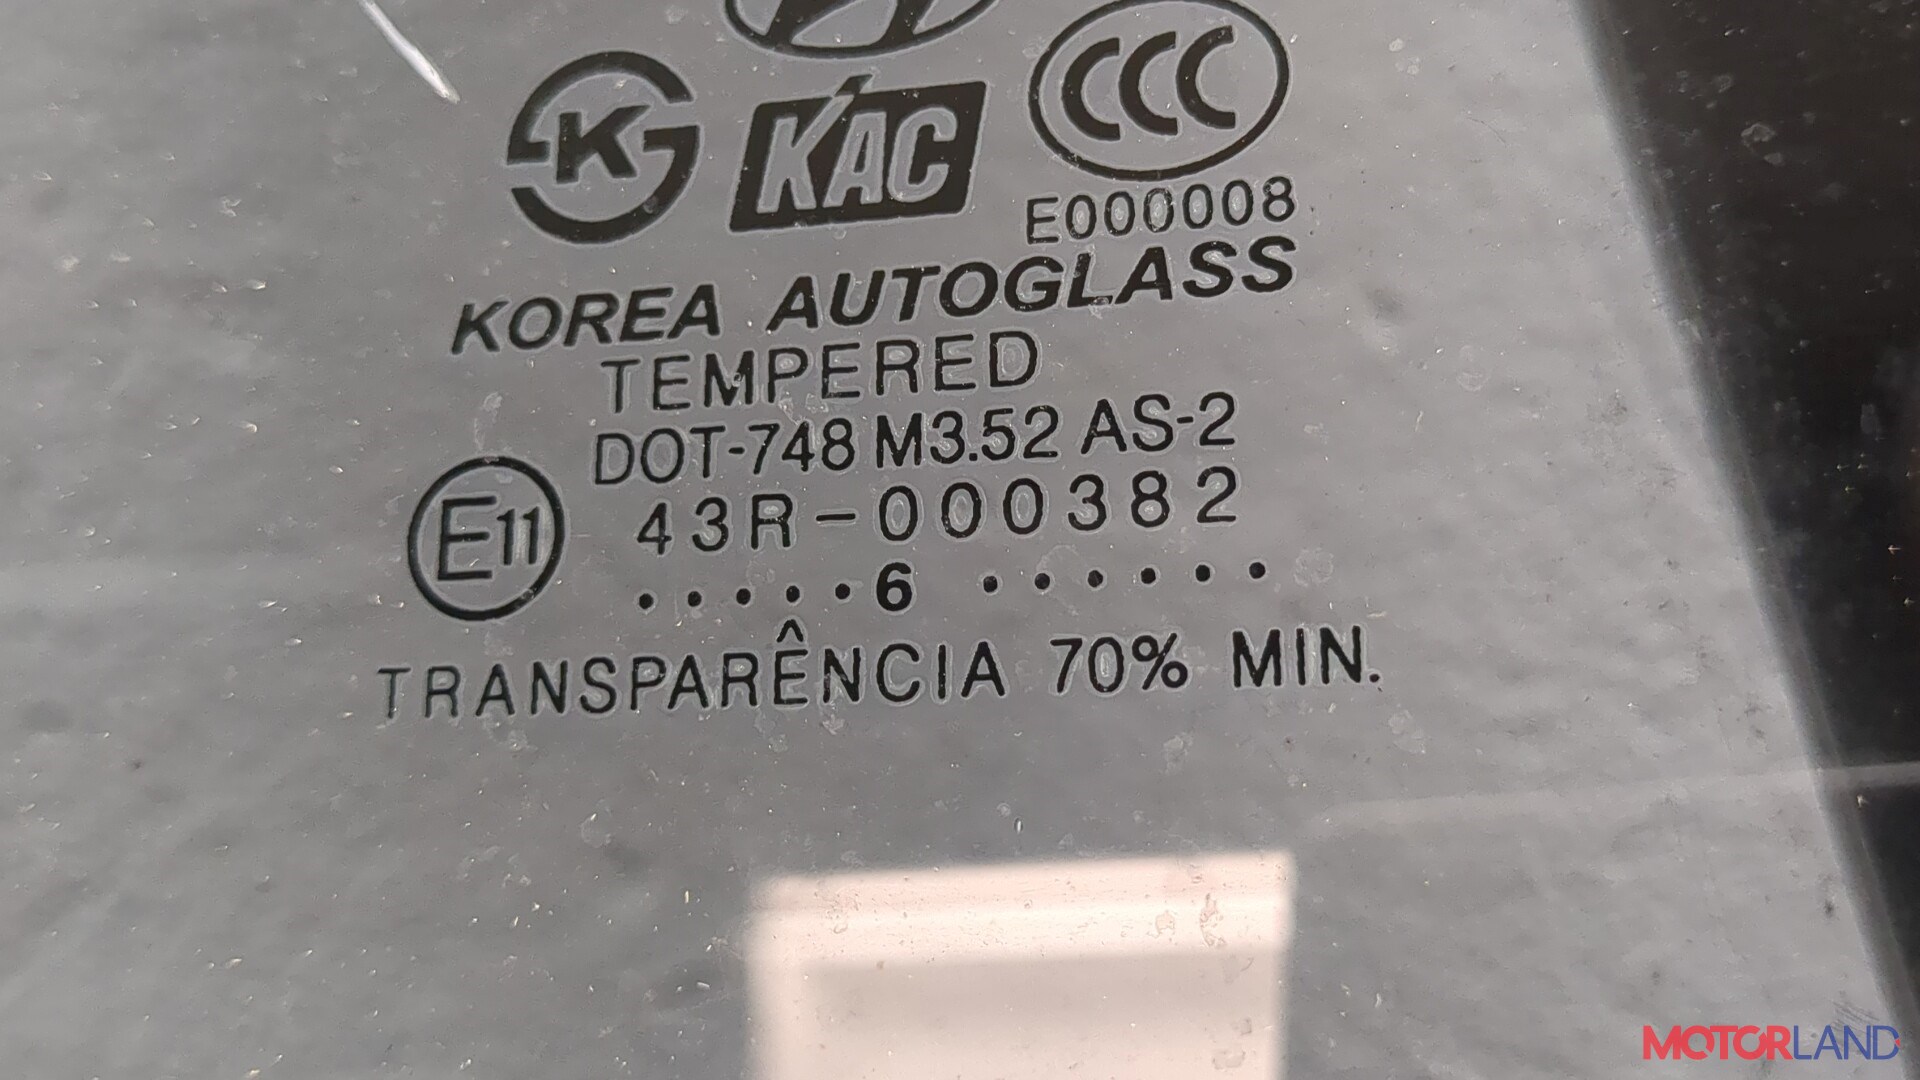 K
KAC
CCC
E000008
KOREA AUTOGLASS
TEMPERED
DOT-748 M3.52 AS-2
E11
43R-000382
.....6 ......
TRANSPARÊNCIA 70% MIN.
MOTORLAND